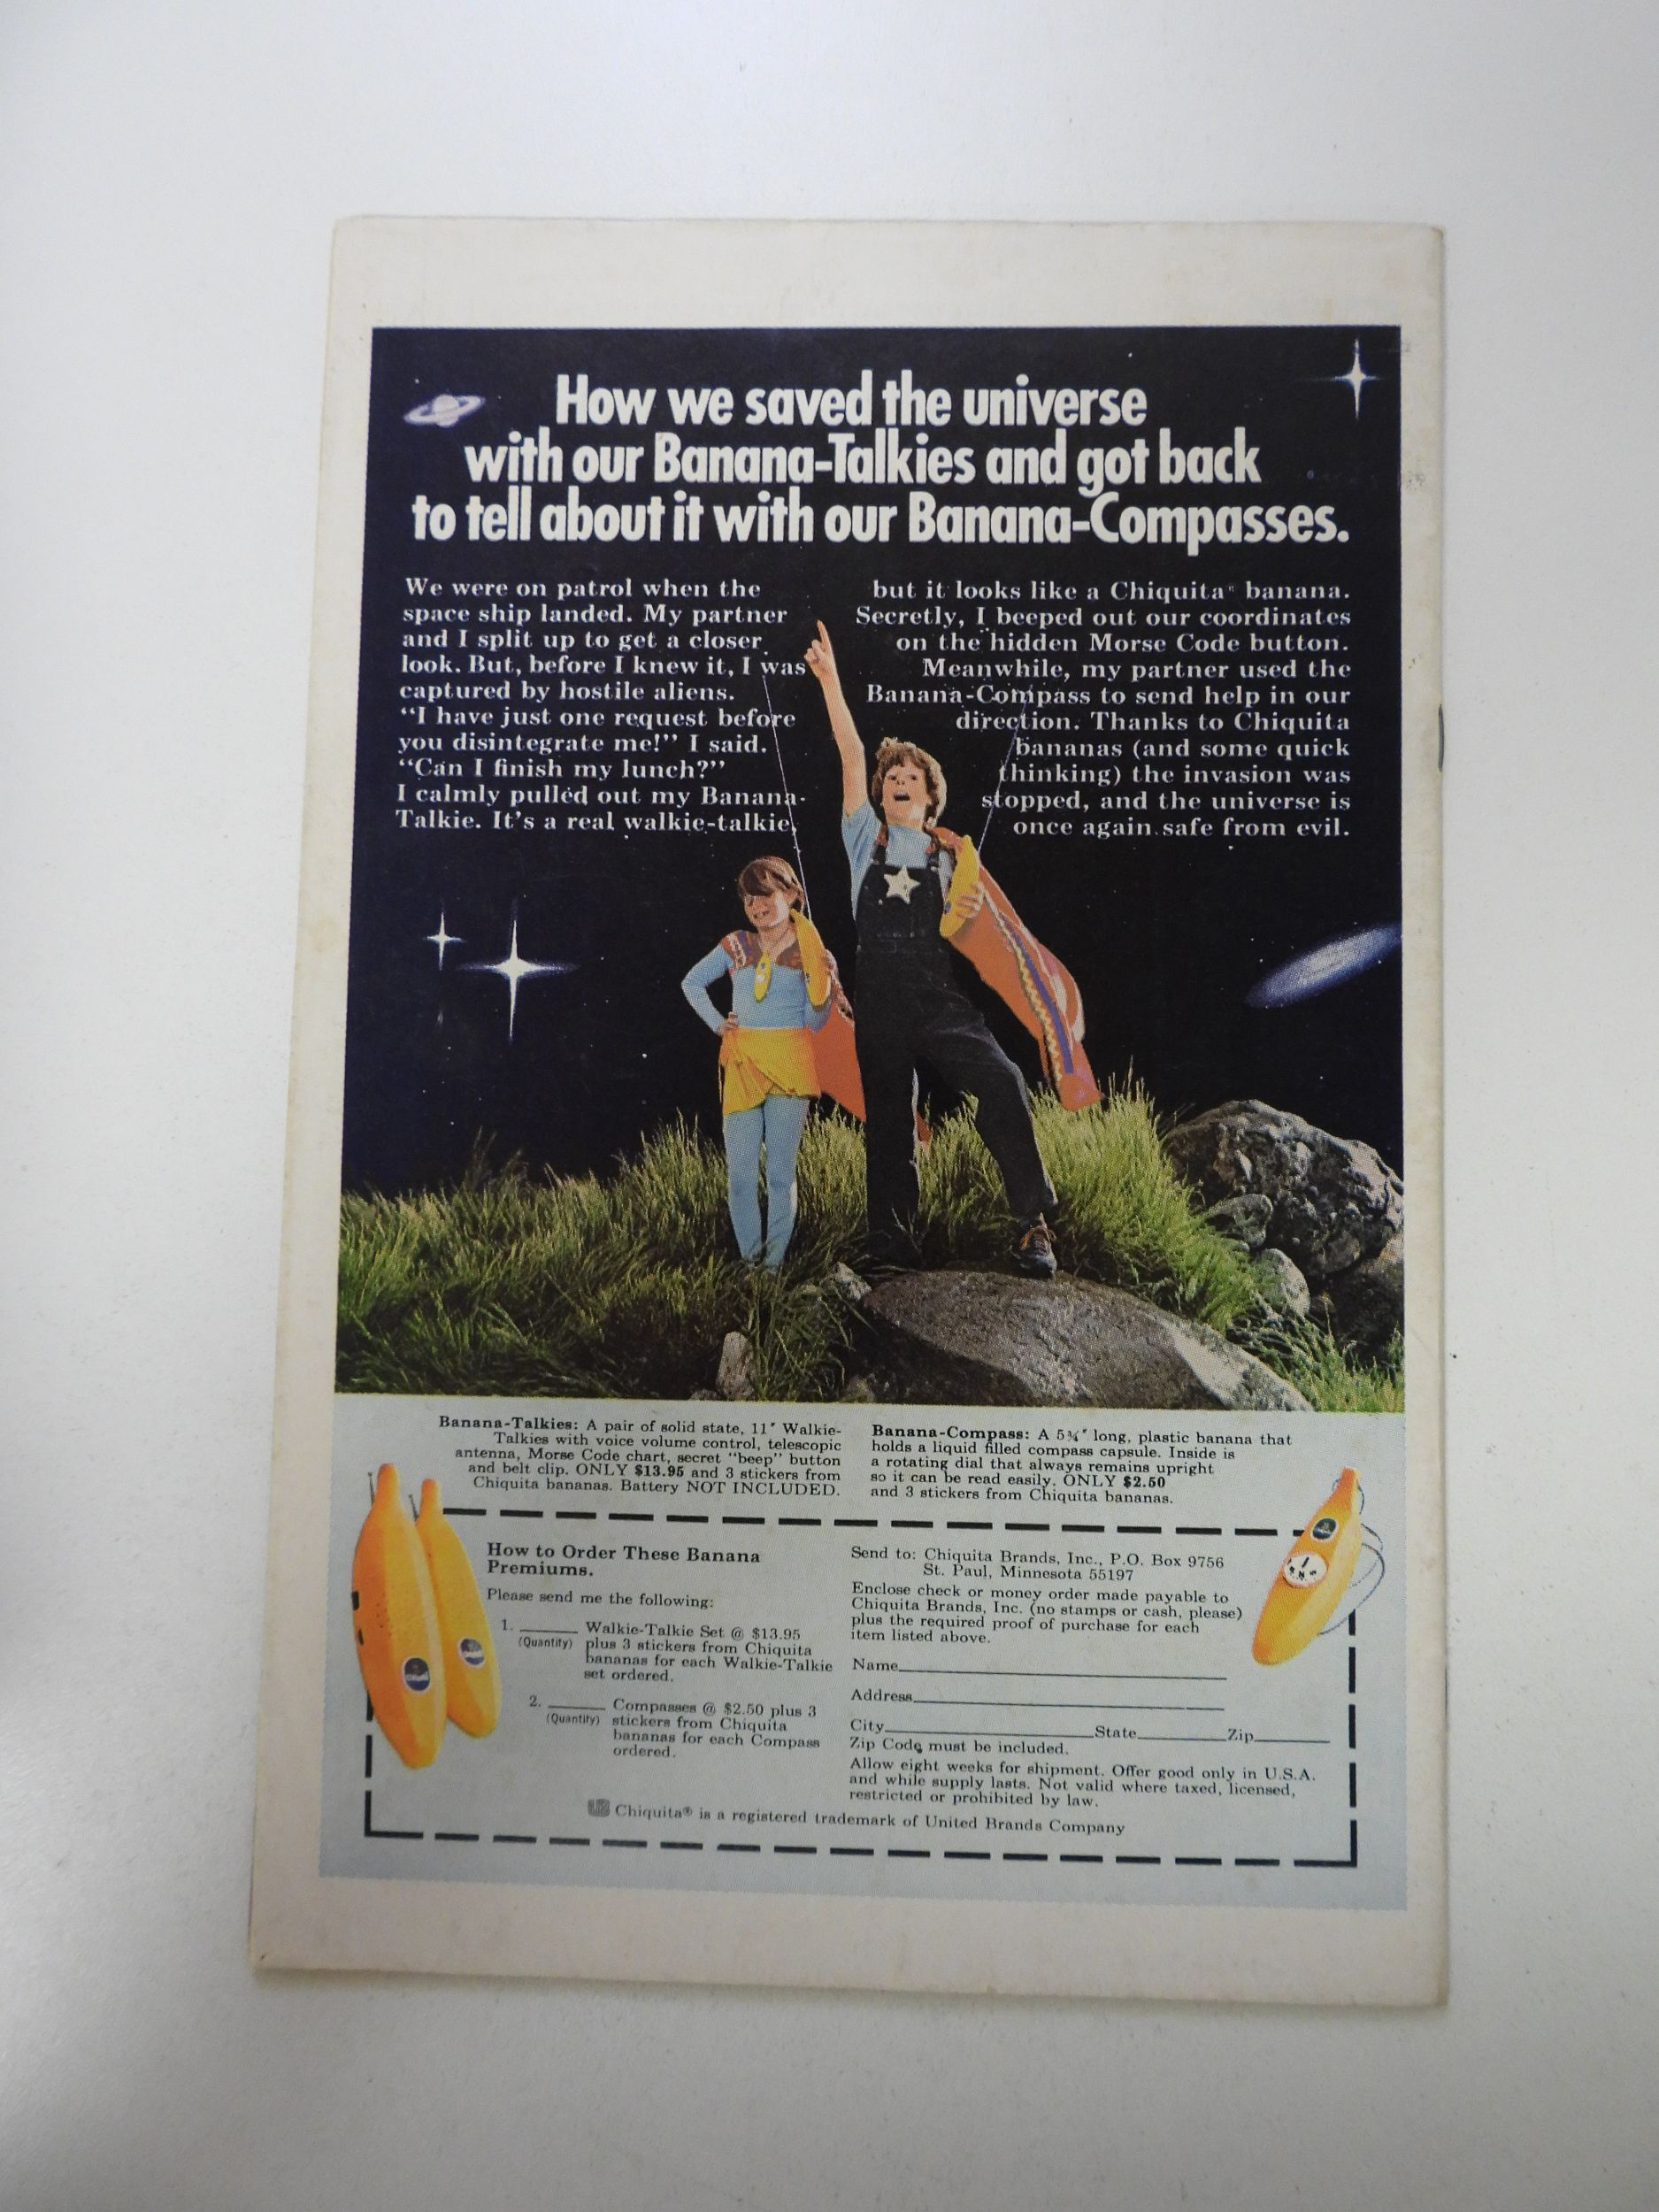 How we saved the universe
with our Banana-Talkies and got back
to tell about it with our Banana-Compasses.
We were on patrol when the
space ship landed. My partner
and I split up to get a closer
look. But, before I knew it, I was
captured by hostile aliens.
"I have just one request before
you disintegrate me!" I said.
"Can I finish my lunch?"
I calmly pulled out my Banana-
Talkie. It's a real walkie-talkie,
but it looks like a Chiquita® banana.
Secretly, I beeped out our coordinates
on the hidden Morse Code button.
Meanwhile, my partner used the
Banana-Compass to send help in our
direction. Thanks to Chiquita
bananas (and some quick
thinking) the invasion was
stopped, and the universe is
once again safe from evil.
Banana-Talkies: A pair of solid state, 11″ Walkie-
Talkies with voice volume control, telescopic
antenna, Morse Code chart, secret "beep" button
and belt clip. ONLY $13.95 and 3 stickers from
Chiquita bananas. Battery NOT INCLUDED.
Banana-Compass: A 5¾″ long, plastic banana that
holds a liquid filled compass capsule. Inside is
a rotating dial that always remains upright
so it can be read easily. ONLY $2.50
and 3 stickers from Chiquita bananas.
How to Order These Banana
Premiums.
Please send me the following:
1. ______ Walkie-Talkie Set @ $13.95
(Quantity) plus 3 stickers from Chiquita
bananas for each Walkie-Talkie
set ordered.
2. ______ Compasses @ $2.50 plus 3
(Quantity) stickers from Chiquita
bananas for each Compass
ordered.
Send to: Chiquita Brands, Inc., P.O. Box 9756
St. Paul, Minnesota 55197
Enclose check or money order made payable to
Chiquita Brands, Inc. (no stamps or cash, please)
plus the required proof of purchase for each
item listed above.
Name
Address
City State Zip
Zip Code must be included.
Allow eight weeks for shipment. Offer good only in U.S.A.
and while supply lasts. Not valid where taxed, licensed,
restricted or prohibited by law.
Chiquita® is a registered trademark of United Brands Company